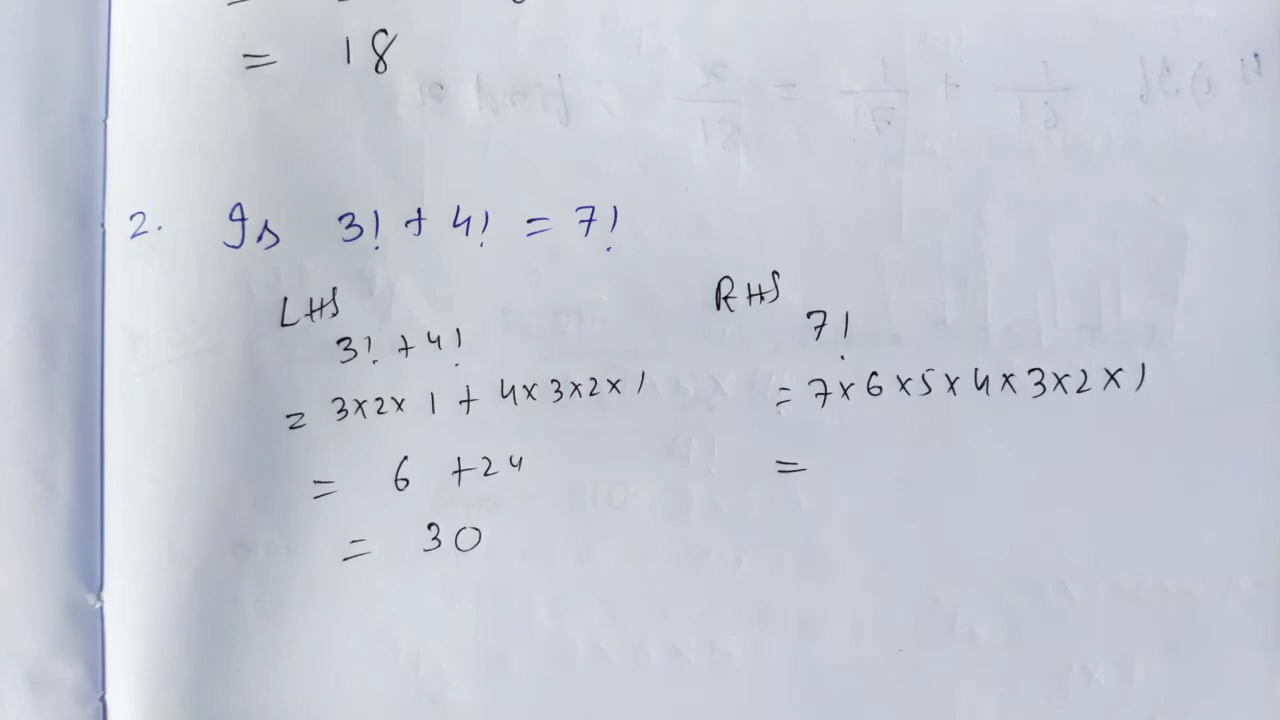 = 18
2. Is 3! + 4! = 7!
LHS
3! + 4!
= 3×2×1 + 4×3×2×1
= 6 +24
= 30
RHS
7!
= 7×6×5×4×3×2×1
=